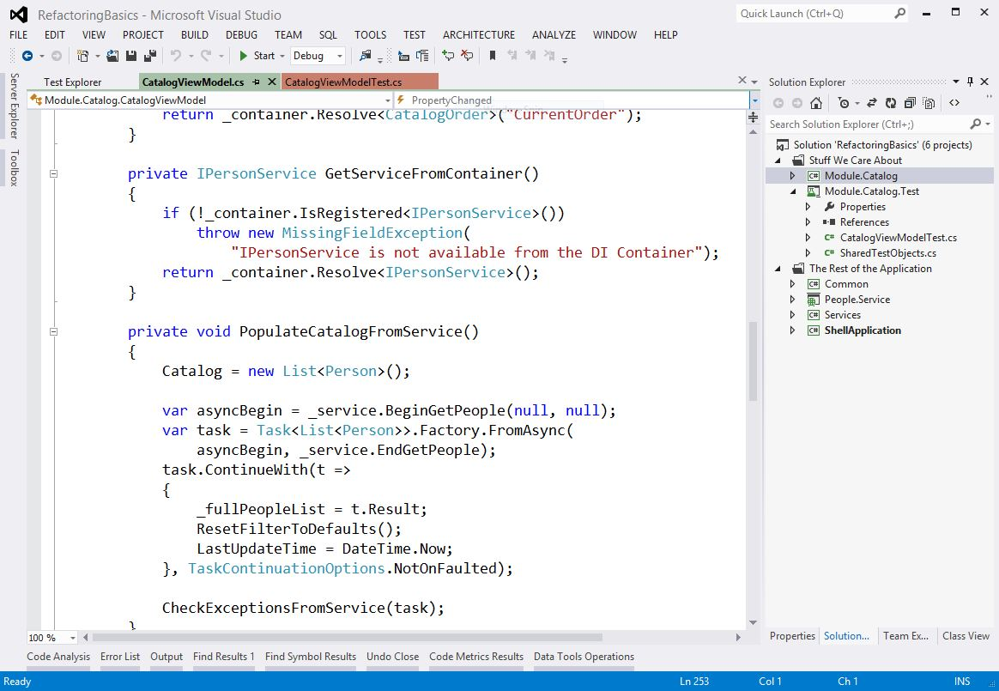 RefactoringBasics - Microsoft Visual Studio
Quick Launch (Ctrl+Q)
FILE EDIT VIEW PROJECT BUILD DEBUG TEAM SQL TOOLS TEST ARCHITECTURE ANALYZE WINDOW HELP
Start Debug
Server Explorer
Toolbox
Test Explorer CatalogViewModel.cs CatalogViewModelTest.cs
Module.Catalog.CatalogViewModel PropertyChanged
return _container.Resolve<CatalogOrder>("CurrentOrder");
}
private IPersonService GetServiceFromContainer()
{
if (!_container.IsRegistered<IPersonService>())
throw new MissingFieldException(
"IPersonService is not available from the DI Container");
return _container.Resolve<IPersonService>();
}
private void PopulateCatalogFromService()
{
Catalog = new List<Person>();
var asyncBegin = _service.BeginGetPeople(null, null);
var task = Task<List<Person>>.Factory.FromAsync(
asyncBegin, _service.EndGetPeople);
task.ContinueWith(t =>
{
_fullPeopleList = t.Result;
ResetFilterToDefaults();
LastUpdateTime = DateTime.Now;
}, TaskContinuationOptions.NotOnFaulted);
CheckExceptionsFromService(task);
}
100 %
Solution Explorer
Search Solution Explorer (Ctrl+;)
Solution 'RefactoringBasics' (6 projects)
Stuff We Care About
C# Module.Catalog
Module.Catalog.Test
Properties
References
C# CatalogViewModelTest.cs
C# SharedTestObjects.cs
The Rest of the Application
C# Common
People.Service
C# Services
C# ShellApplication
Properties Solution... Team Ex... Class View
Code Analysis Error List Output Find Results 1 Find Symbol Results Undo Close Code Metrics Results Data Tools Operations
Ready Ln 253 Col 1 Ch 1 INS